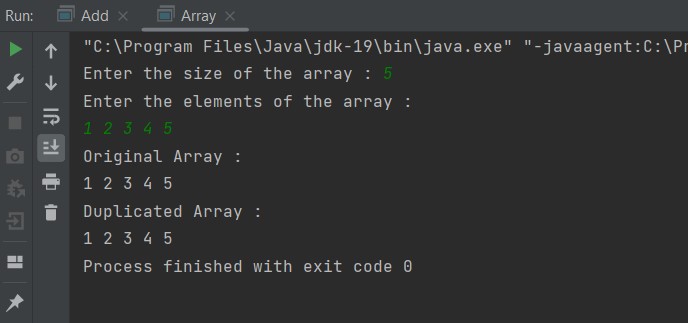 Run: Add Array
"C:\Program Files\Java\jdk-19\bin\java.exe" "-javaagent:C:\Pr
Enter the size of the array : 5
Enter the elements of the array :
1 2 3 4 5
Original Array :
1 2 3 4 5
Duplicated Array :
1 2 3 4 5
Process finished with exit code 0